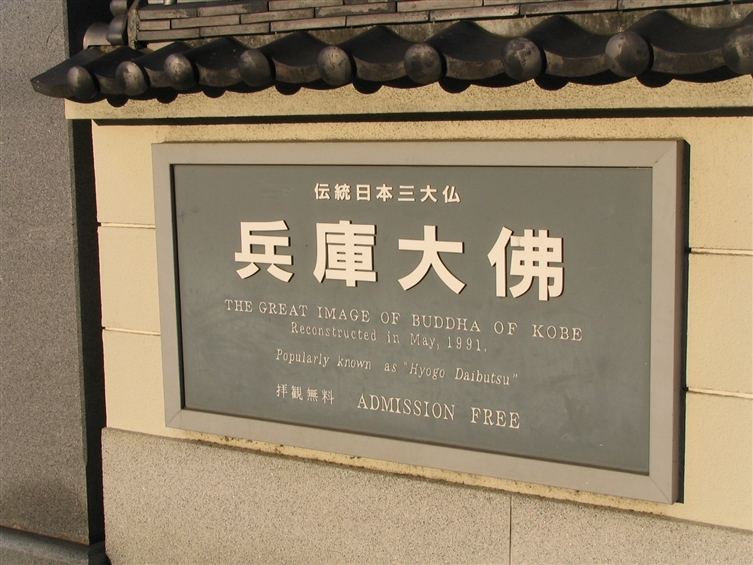 伝統日本三大仏
兵庫大佛
THE GREAT IMAGE OF BUDDHA OF KOBE
Reconstructed in May, 1991.
Popularly known as "Hyogo Daibutsu"
拝観無料 ADMISSION FREE